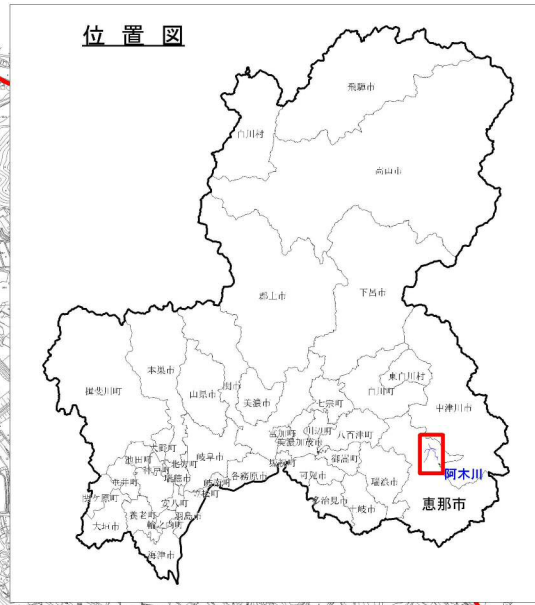 位置図
飛騨市
白川村
高山市
郡上市
下呂市
本巣市
揖斐川町
山県市
関市
美濃市
七宗町
白川町
東白川村
中津川市
富加町
川辺町
美濃加茂市
八百津町
大野町
池田町
神戸町
北方町
岐阜市
瑞穂市
各務原市
坂祝町
可児市
御嵩町
瑞浪市
阿木川
恵那市
垂井町
関ケ原町
安八町
岐南町
笠松町
羽島市
大垣市
養老町
輪之内町
海津市
多治見市
土岐市